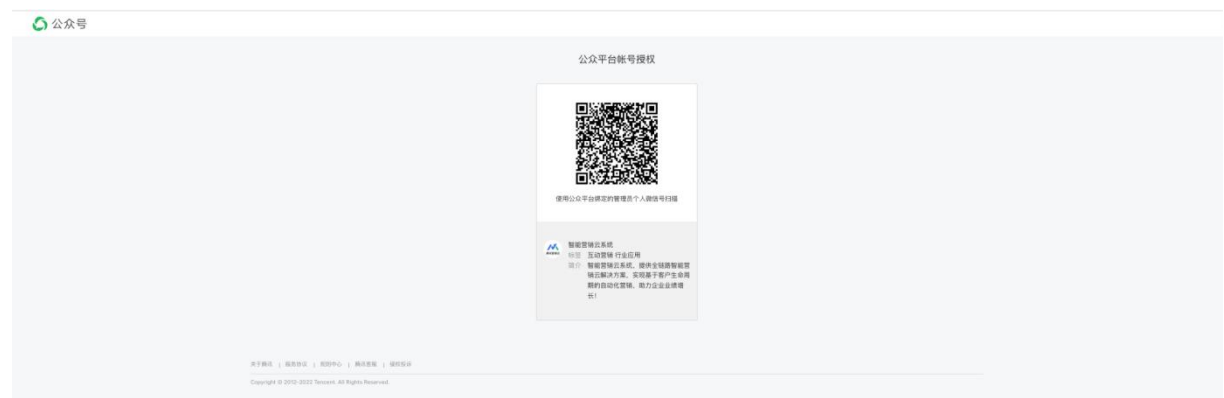 公众号
公众平台帐号授权
使用公众平台绑定的管理员个人微信号扫描
智能营销云系统
标签 互动营销 行业应用
简介 智能营销云系统，提供全链路智能营
销云解决方案，实现基于客户生命周
期的自动化营销，助力企业业绩增
长！
关于腾讯 | 服务协议 | 规则中心 | 腾讯客服 | 侵权投诉
Copyright © 2012-2022 Tencent. All Rights Reserved.